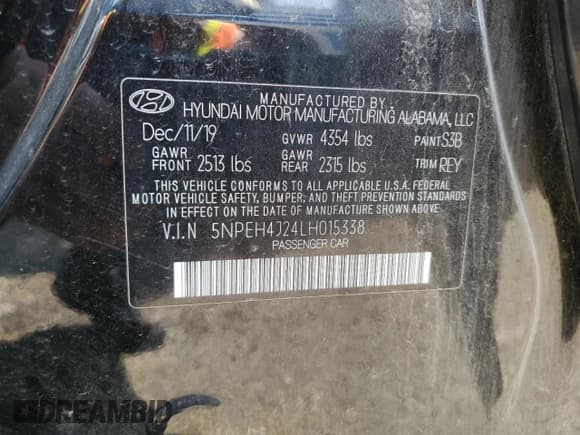 MANUFACTURED BY
HYUNDAI MOTOR MANUFACTURING ALABAMA, LLC
Dec/11/19 GVWR 4354 lbs PAINT S3B
GAWR FRONT 2513 lbs GAWR REAR 2315 lbs TRIM REY
THIS VEHICLE CONFORMS TO ALL APPLICABLE U.S.A. FEDERAL
MOTOR VEHICLE SAFETY, BUMPER, AND THEFT PREVENTION STANDARDS
IN EFFECT ON THE DATE OF MANUFACTURE SHOWN ABOVE
V.I.N 5NPEH4J24LH015338
PASSENGER CAR
DREAMBID